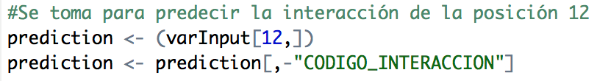 #Se toma para predecir la interacción de la posición 12
prediction <- (varInput[12,])
prediction <- prediction[,-"CODIGO_INTERACCION"]